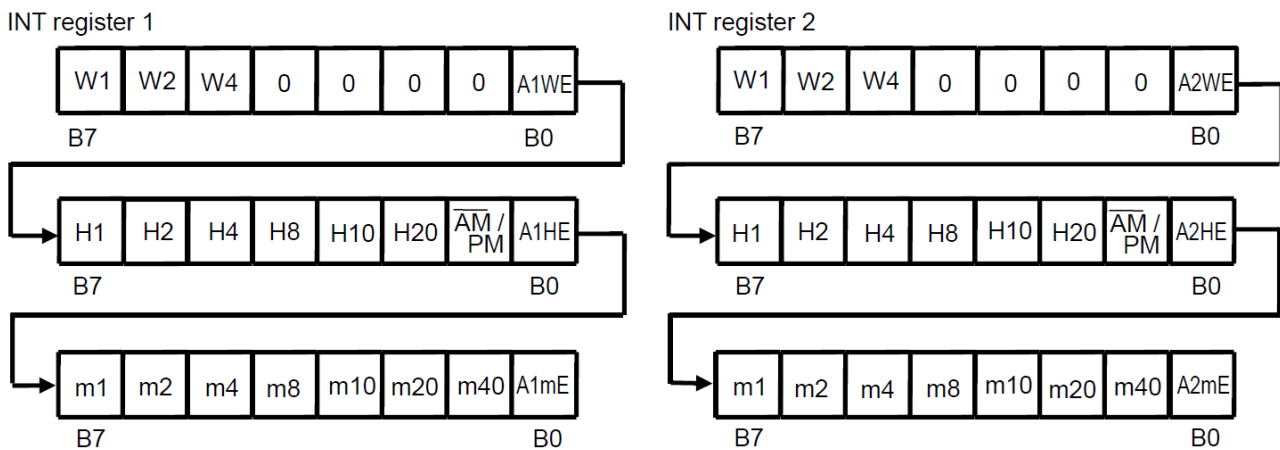 INT register 1
W1 W2 W4 0 0 0 0 A1WE
B7 B0
H1 H2 H4 H8 H10 H20 A̅M̅ / PM A1HE
B7 B0
m1 m2 m4 m8 m10 m20 m40 A1mE
B7 B0
INT register 2
W1 W2 W4 0 0 0 0 A2WE
B7 B0
H1 H2 H4 H8 H10 H20 A̅M̅ / PM A2HE
B7 B0
m1 m2 m4 m8 m10 m20 m40 A2mE
B7 B0